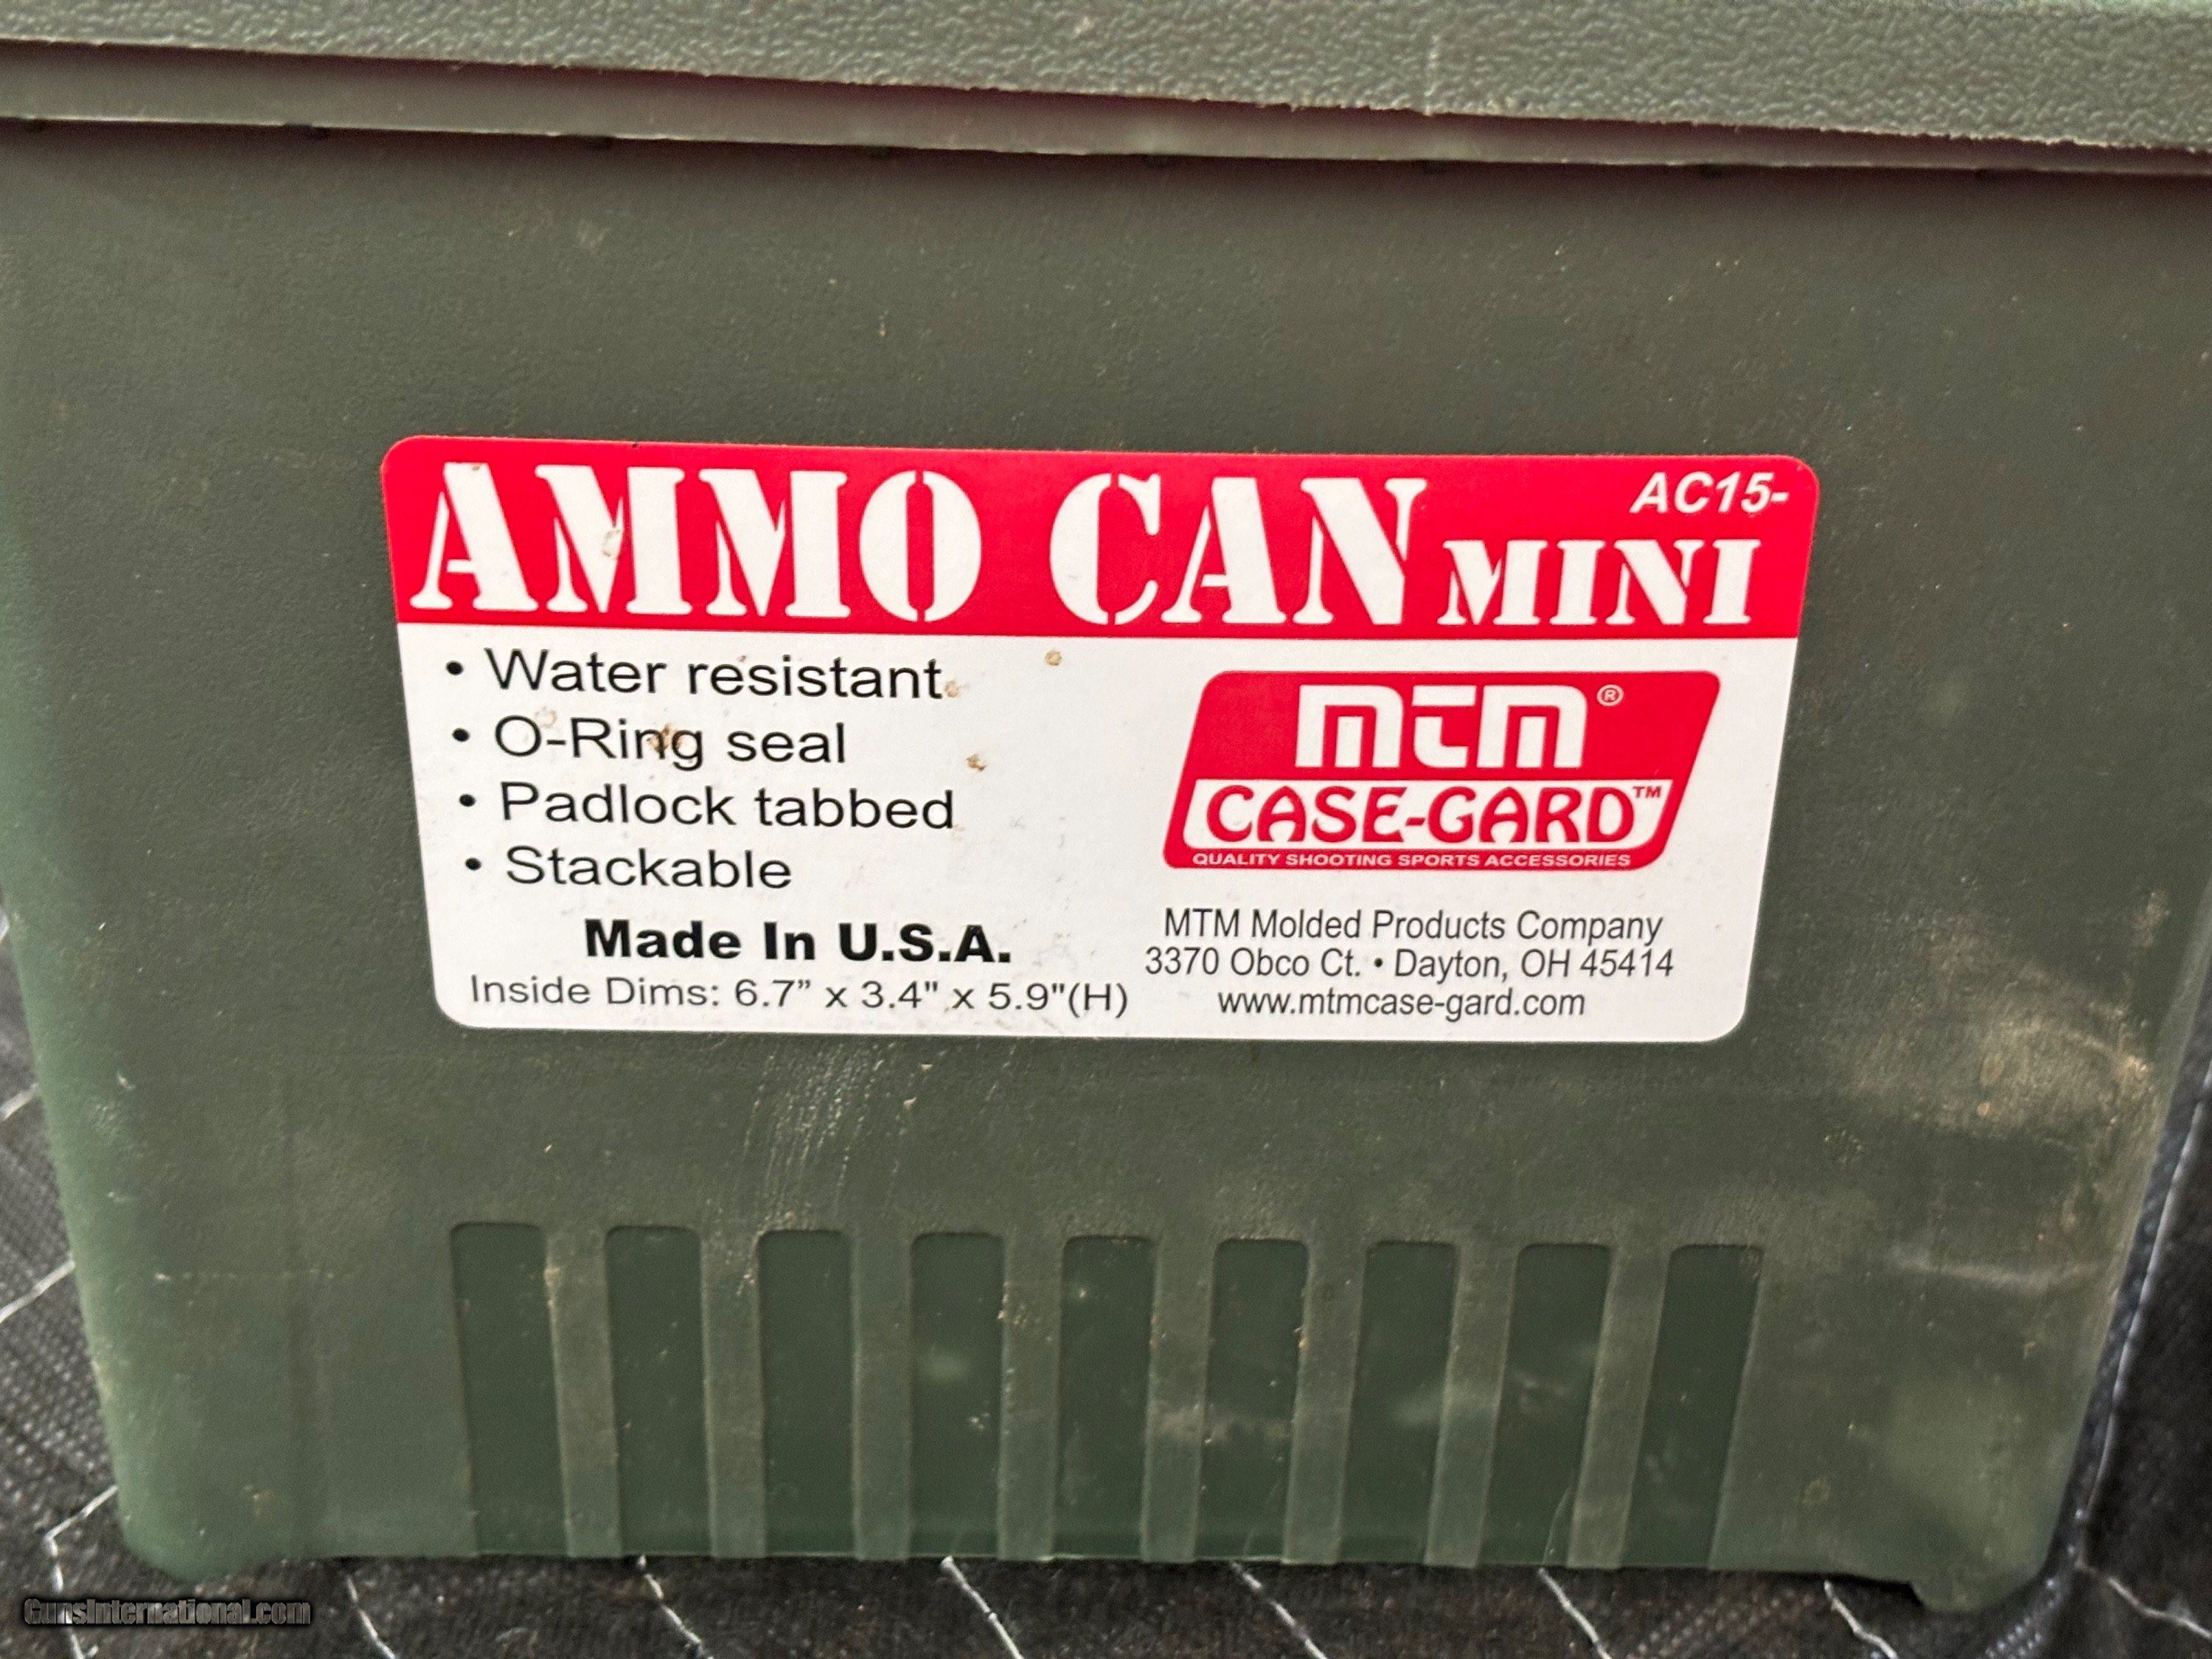 AC15-
AMMO CAN MINI
• Water resistant
• O-Ring seal
• Padlock tabbed
• Stackable
Made In U.S.A.
Inside Dims: 6.7” x 3.4" x 5.9"(H)
mtm®
CASE-GARD™
QUALITY SHOOTING SPORTS ACCESSORIES
MTM Molded Products Company
3370 Obco Ct. • Dayton, OH 45414
www.mtmcase-gard.com
GunsInternational.com